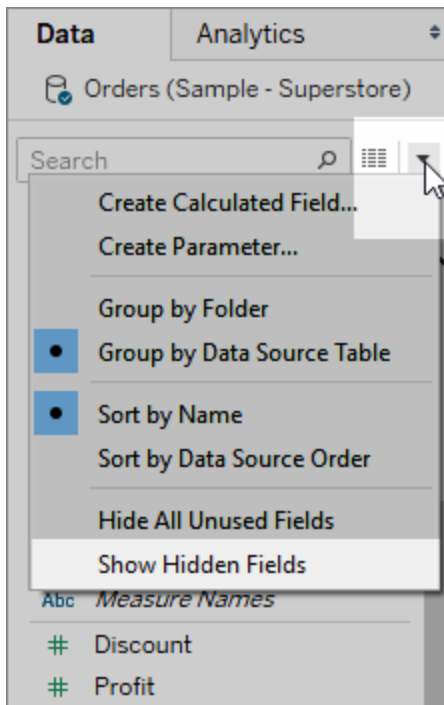 Data Analytics
Orders (Sample - Superstore)
Search
Create Calculated Field...
Create Parameter...
Group by Folder
Group by Data Source Table
Sort by Name
Sort by Data Source Order
Hide All Unused Fields
Show Hidden Fields
Abc Measure Names
# Discount
# Profit